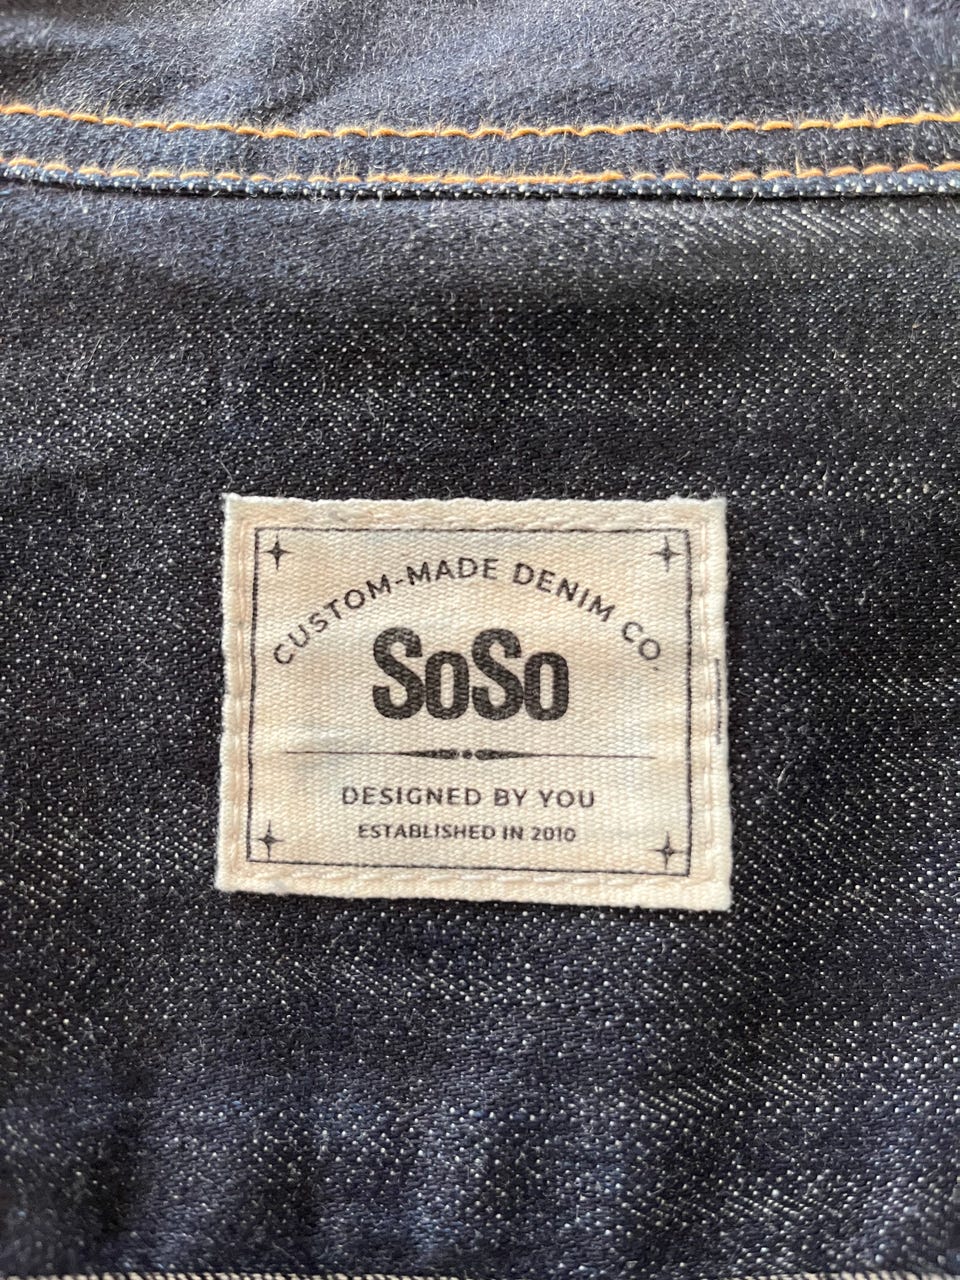 CUSTOM-MADE DENIM CO.
SoSo
DESIGNED BY YOU
ESTABLISHED IN 2010